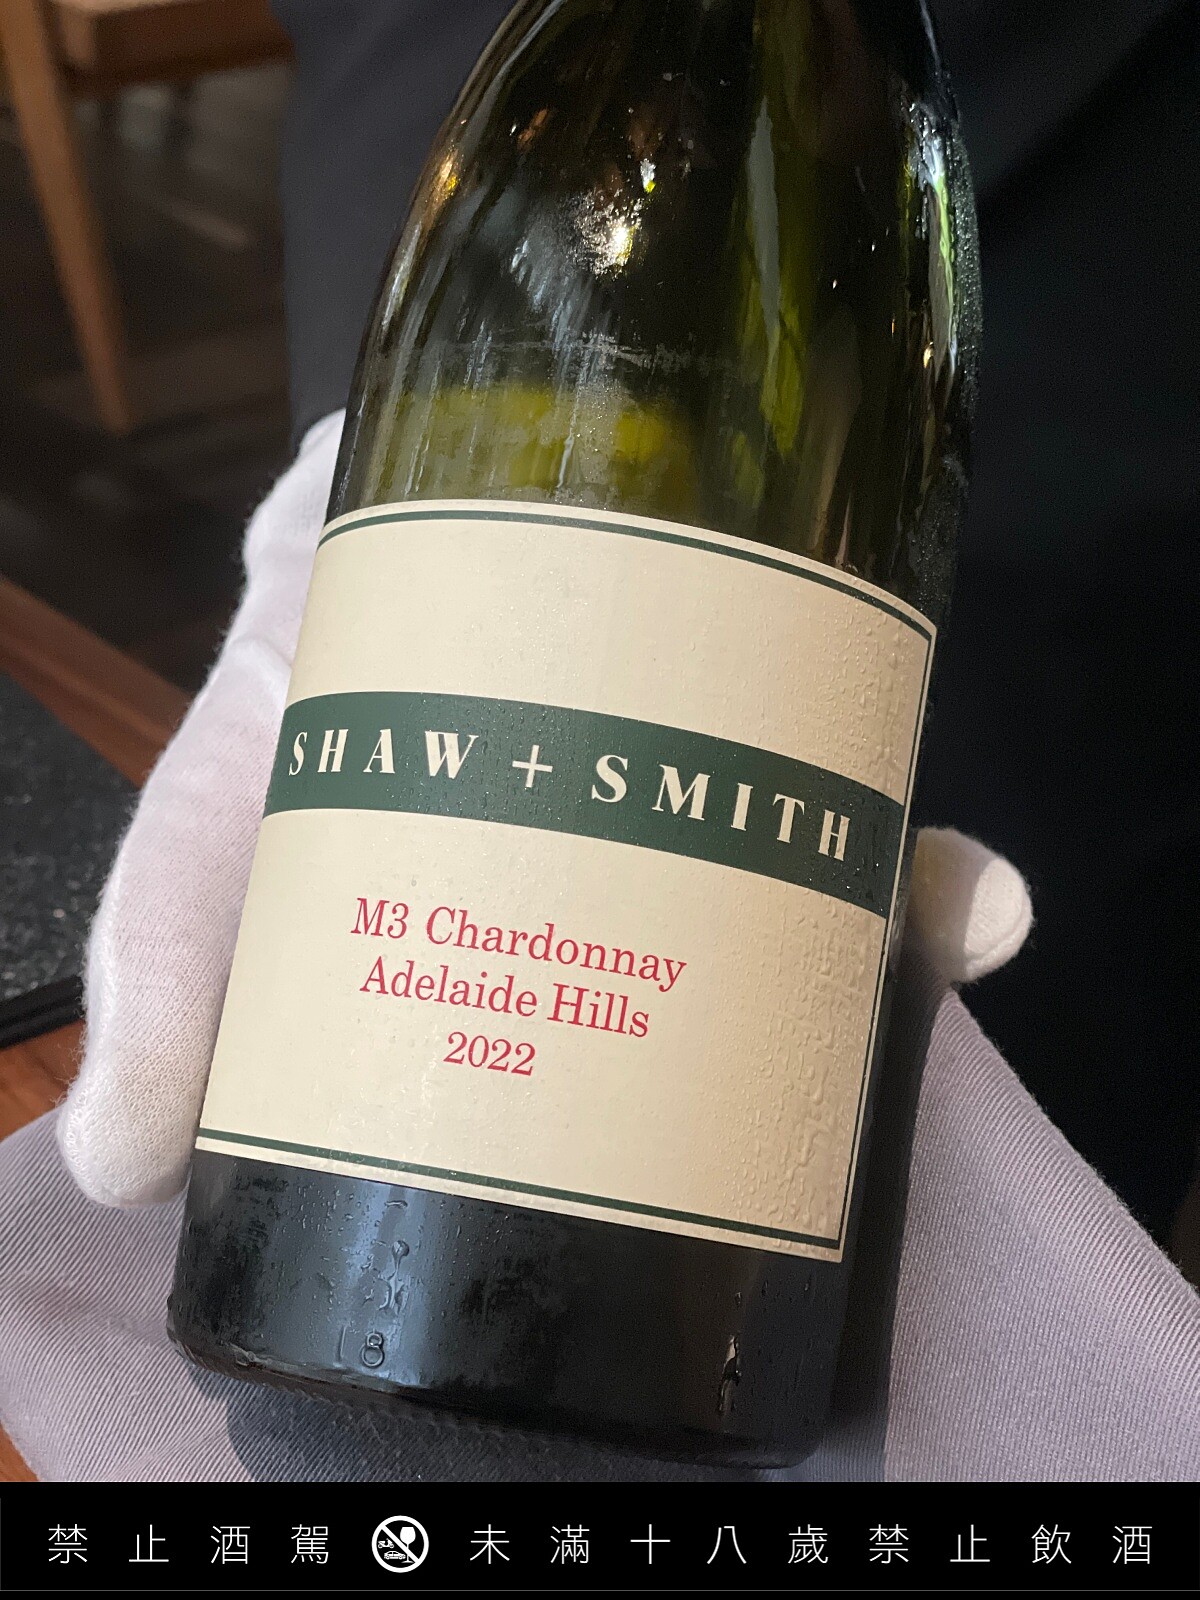 SHAW + SMITH
M3 Chardonnay
Adelaide Hills
2022
18
禁止酒駕 未滿十八歲禁止飲酒